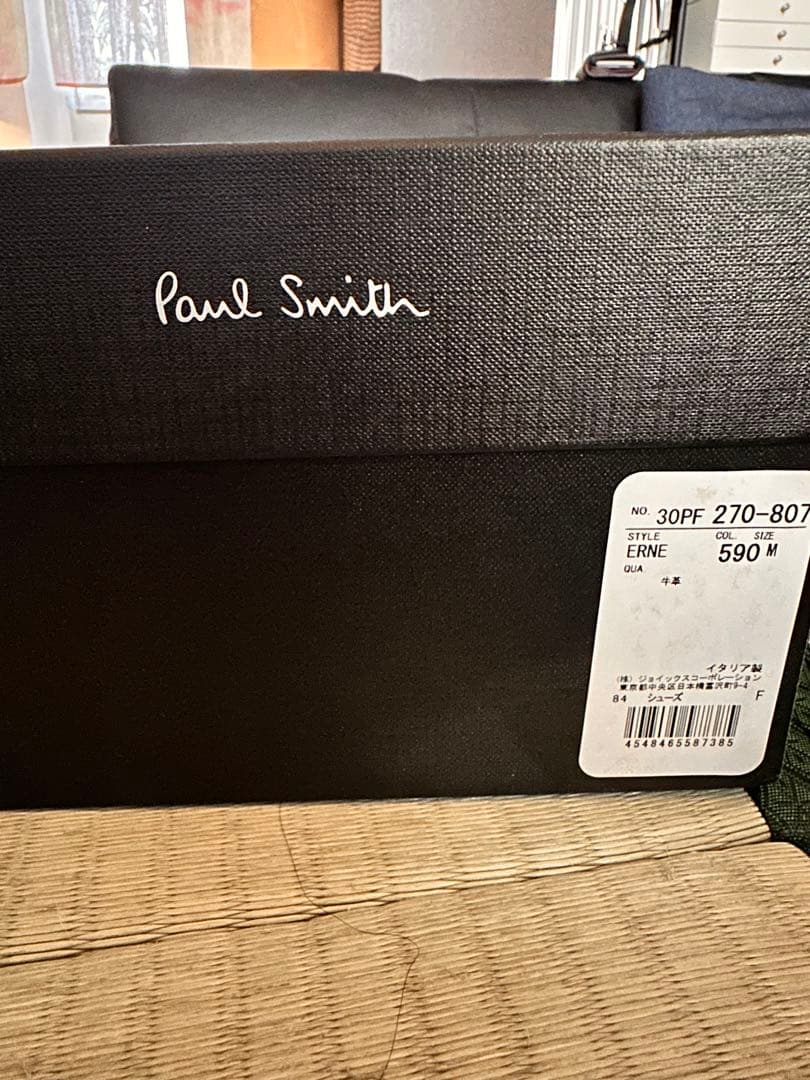 Paul Smith
NO. 30PF 270-807
STYLE COL. SIZE
ERNE 590 M
QUA.
牛革
イタリア製
(株) ジョイックスコーポレーション
東京都中央区日本橋富沢町9-4
84 シューズ F
4548465587385